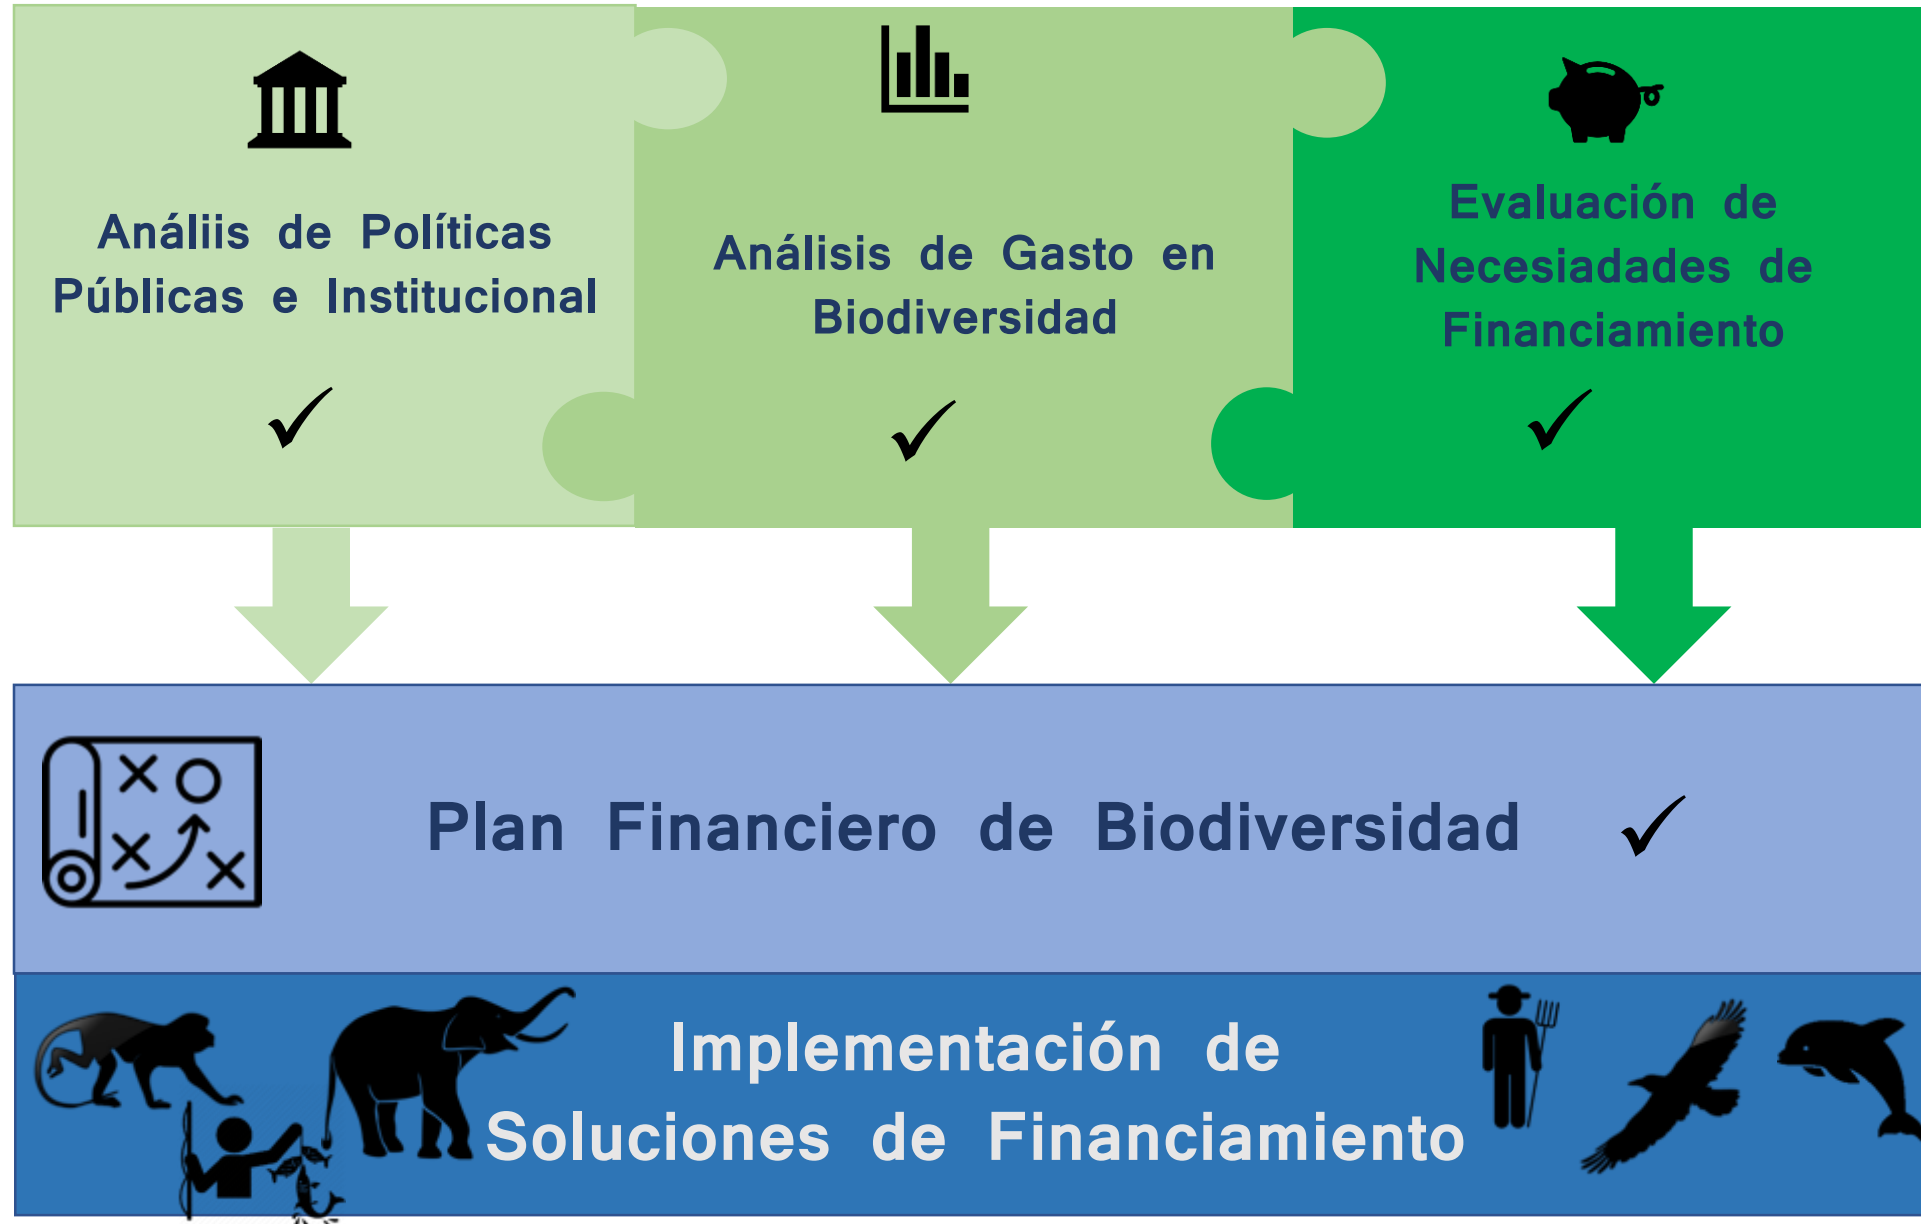 Análiis de Políticas
Públicas e Institucional
Análisis de Gasto en
Biodiversidad
Evaluación de
Necesiadades de
Financiamiento
Plan Financiero de Biodiversidad
Implementación de
Soluciones de Financiamiento